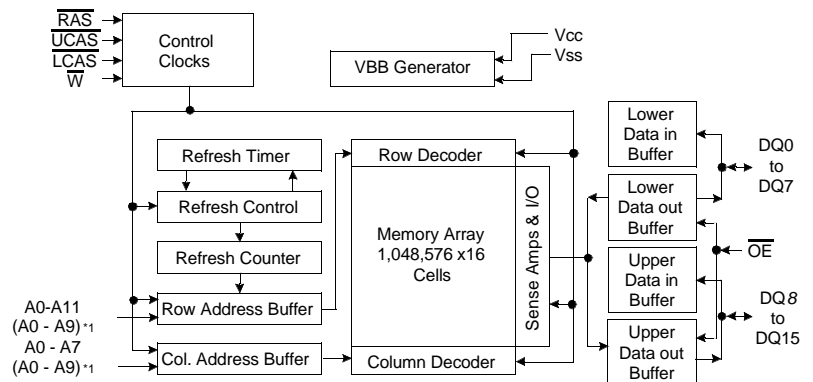 RAS
UCAS
LCAS
W
Control
Clocks
VBB Generator
Vcc
Vss
Refresh Timer
Refresh Control
Refresh Counter
Row Address Buffer
Col. Address Buffer
A0-A11
(A0 - A9)*1
A0 - A7
(A0 - A9)*1
Row Decoder
Memory Array
1,048,576 x16
Cells
Column Decoder
Sense Amps & I/O
Lower
Data in
Buffer
Lower
Data out
Buffer
Upper
Data in
Buffer
Upper
Data out
Buffer
DQ0
to
DQ7
OE
DQ8
to
DQ15